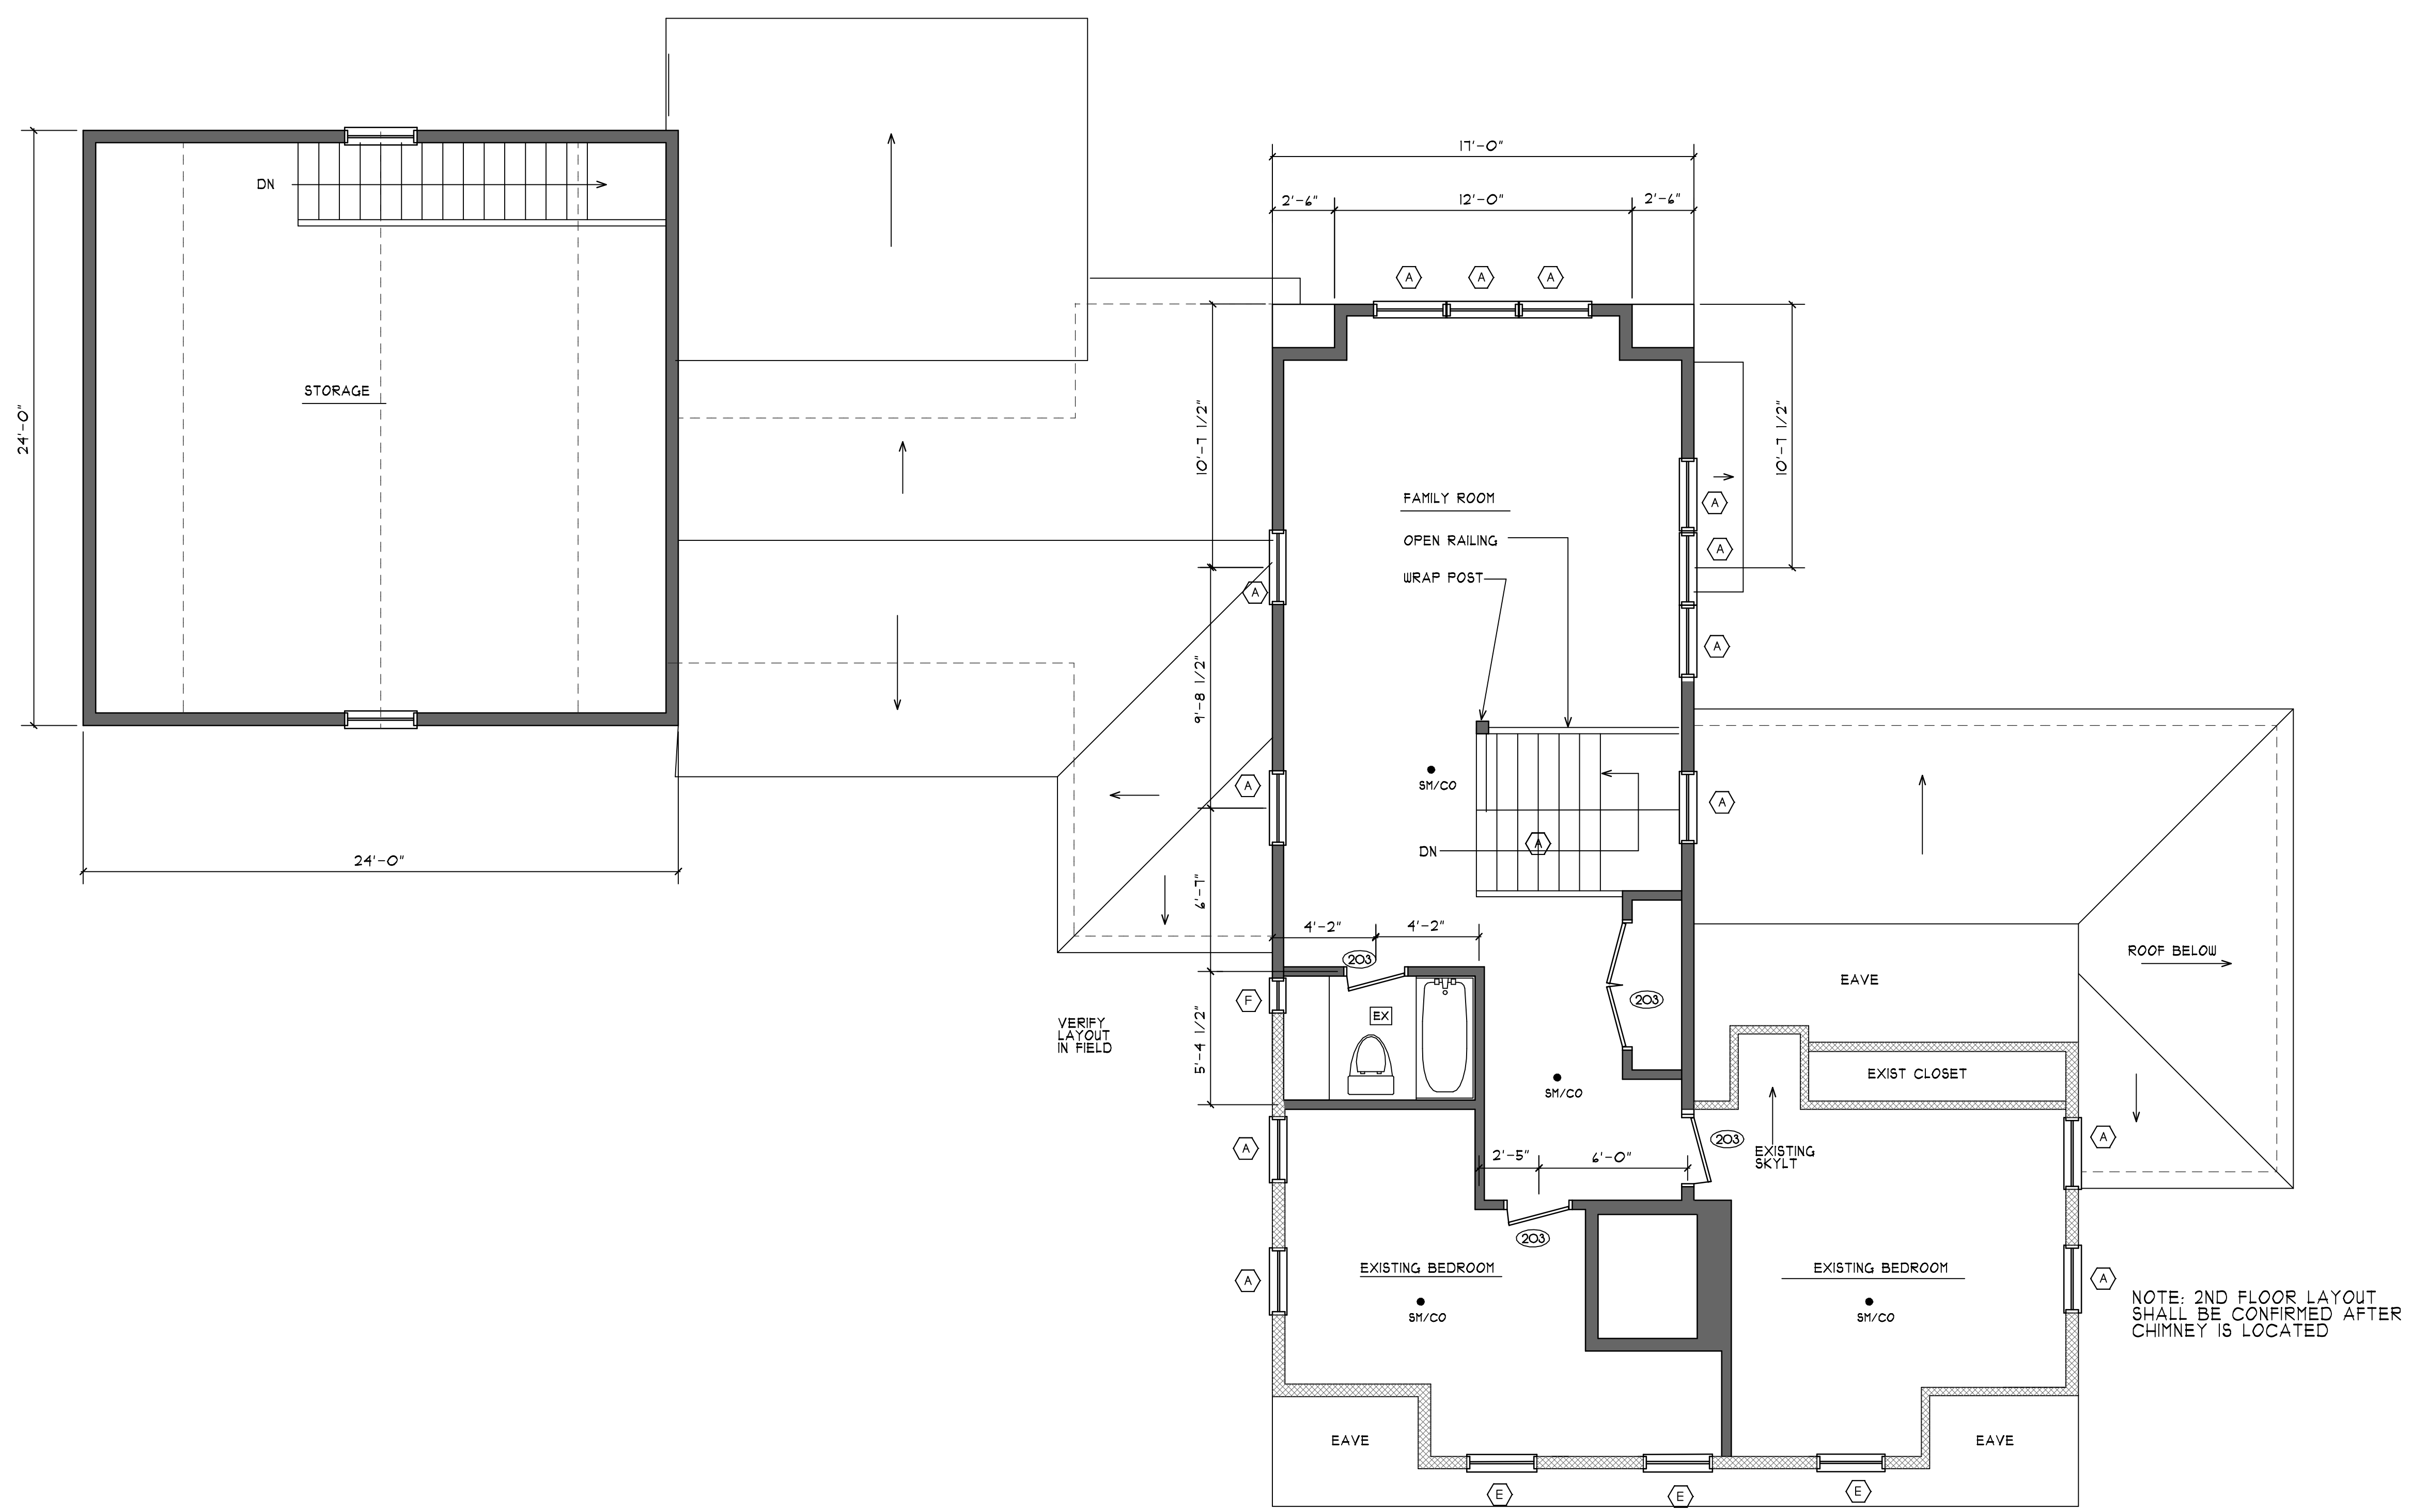 17'-0"
2'-6"
12'-0"
2'-6"
DN
A
A
A
STORAGE
24'-0"
10'-7 1/2"
10'-7 1/2"
FAMILY ROOM
A
OPEN RAILING
A
WRAP POST
A
A
9'-8 1/2"
SM/CO
A
A
A
DN
24'-0"
6'-7"
4'-2"
4'-2"
203
ROOF BELOW
EAVE
F
EX
203
VERIFY
LAYOUT
IN FIELD
5'-4 1/2"
EXIST CLOSET
SM/CO
A
203
A
EXISTING
SKYLT
2'-5"
6'-0"
203
EXISTING BEDROOM
EXISTING BEDROOM
A
A
SM/CO
SM/CO
NOTE: 2ND FLOOR LAYOUT
SHALL BE CONFIRMED AFTER
CHIMNEY IS LOCATED
EAVE
EAVE
E
E
E